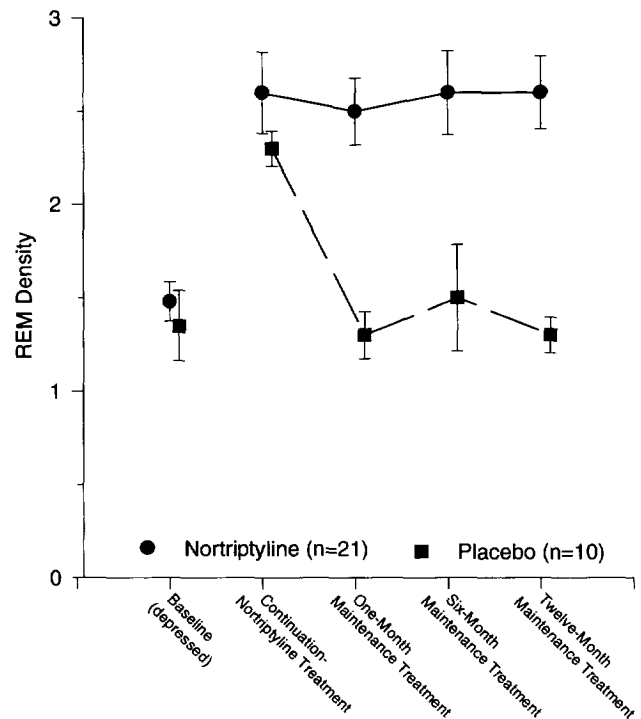 3
2
REM Density
1
Nortriptyline (n=21)
Placebo (n=10)
0
Baseline
(depressed)
Continuation-
Nortriptyline Treatment
One-Month
Maintenance Treatment
Six-Month
Maintenance Treatment
Twelve-Month
Maintenance Treatment